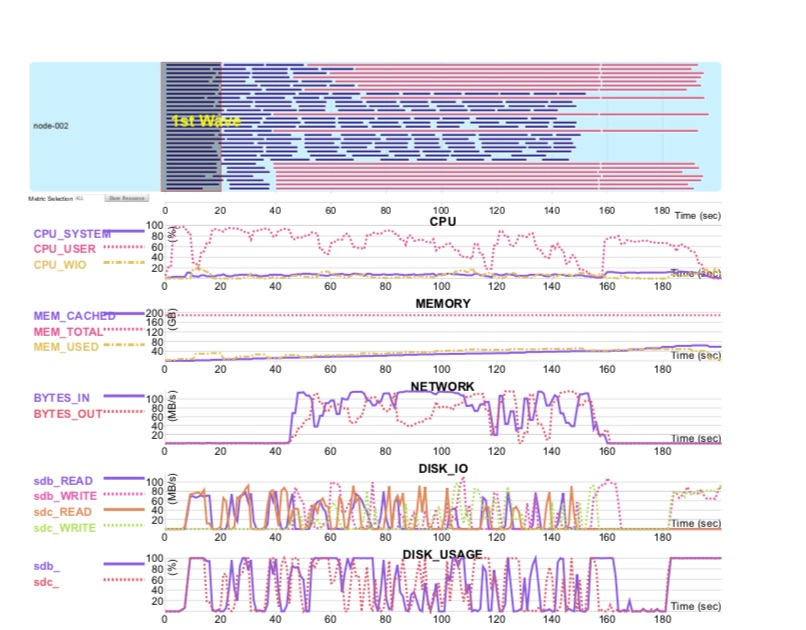 1st Wave
node-002
Metric Selection ALL
0 20 40 60 80 100 120 140 160 180 Time (sec)
CPU
CPU_SYSTEM
CPU_USER
CPU_WIO
100
80
60
40
20
(%)
Time (sec)
0 20 40 60 80 100 120 140 160 180
MEMORY
MEM_CACHED
MEM_TOTAL
MEM_USED
200
160
120
80
40
(GB)
Time (sec)
0 20 40 60 80 100 120 140 160 180
NETWORK
BYTES_IN
BYTES_OUT
100
80
60
40
20
(MB/s)
Time (sec)
0 20 40 60 80 100 120 140 160 180
DISK_IO
sdb_READ
sdb_WRITE
sdc_READ
sdc_WRITE
100
80
60
40
20
(MB/s)
Time (sec)
0 20 40 60 80 100 120 140 160 180
DISK_USAGE
sdb_
sdc_
100
80
60
40
20
(%)
Time (sec)
0 20 40 60 80 100 120 140 160 180